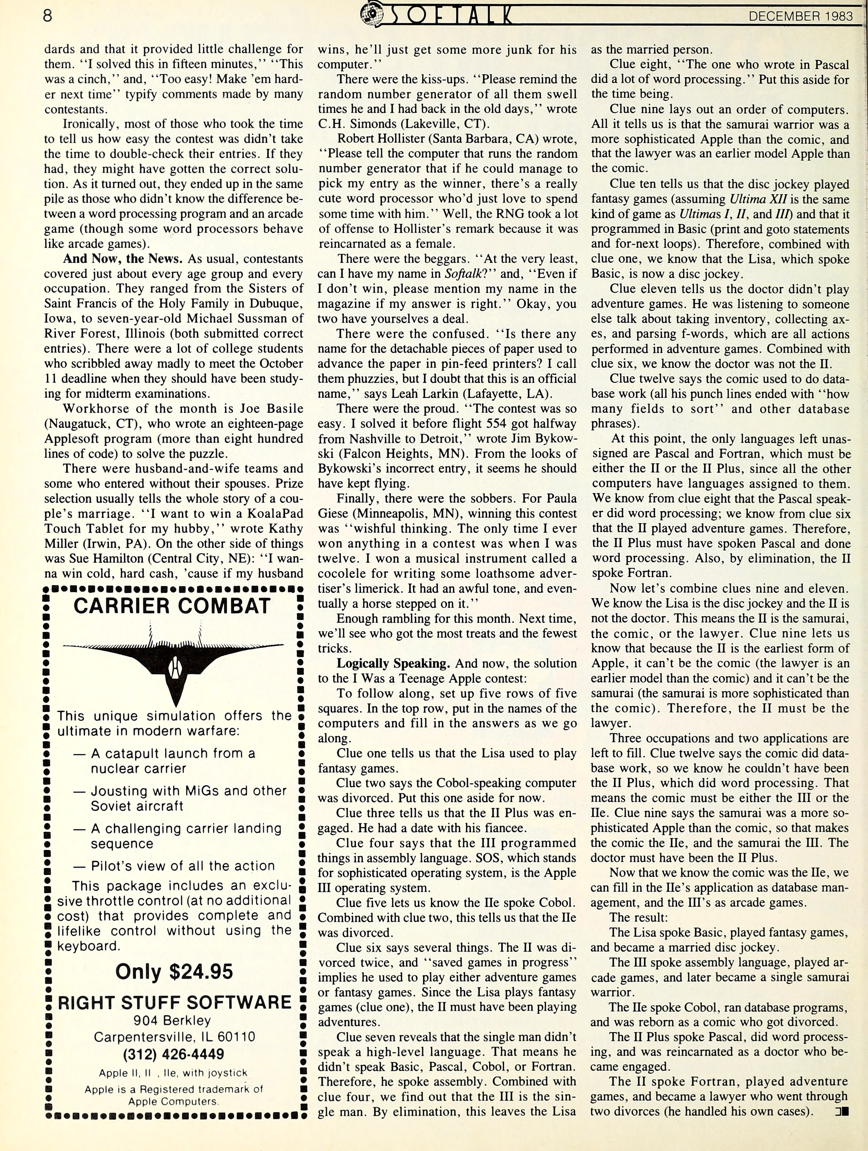 8
SOFTALK
DECEMBER 1983
dards and that it provided little challenge for
them. ‘‘I solved this in fifteen minutes,’’ ‘‘This
was a cinch,’’ and, ‘‘Too easy! Make ’em hard-
er next time’’ typify comments made by many
contestants.
Ironically, most of those who took the time
to tell us how easy the contest was didn’t take
the time to double-check their entries. If they
had, they might have gotten the correct solu-
tion. As it turned out, they ended up in the same
pile as those who didn’t know the difference be-
tween a word processing program and an arcade
game (though some word processors behave
like arcade games).
And Now, the News. As usual, contestants
covered just about every age group and every
occupation. They ranged from the Sisters of
Saint Francis of the Holy Family in Dubuque,
Iowa, to seven-year-old Michael Sussman of
River Forest, Illinois (both submitted correct
entries). There were a lot of college students
who scribbled away madly to meet the October
11 deadline when they should have been study-
ing for midterm examinations.
Workhorse of the month is Joe Basile
(Naugatuck, CT), who wrote an eighteen-page
Applesoft program (more than eight hundred
lines of code) to solve the puzzle.
There were husband-and-wife teams and
some who entered without their spouses. Prize
selection usually tells the whole story of a cou-
ple’s marriage. ‘‘I want to win a KoalaPad
Touch Tablet for my hubby,’’ wrote Kathy
Miller (Irwin, PA). On the other side of things
was Sue Hamilton (Central City, NE): ‘‘I wan-
na win cold, hard cash, ’cause if my husband
CARRIER COMBAT
This unique simulation offers the
ultimate in modern warfare:
— A catapult launch from a
nuclear carrier
— Jousting with MiGs and other
Soviet aircraft
— A challenging carrier landing
sequence
— Pilot’s view of all the action
This package includes an exclu-
sive throttle control (at no additional
cost) that provides complete and
lifelike control without using the
keyboard.
Only $24.95
RIGHT STUFF SOFTWARE
904 Berkley
Carpentersville, IL 60110
(312) 426-4449
Apple II, II , IIe, with joystick
Apple is a Registered trademark of
Apple Computers.
wins, he’ll just get some more junk for his
computer.’’
There were the kiss-ups. ‘‘Please remind the
random number generator of all them swell
times he and I had back in the old days,’’ wrote
C.H. Simonds (Lakeville, CT).
Robert Hollister (Santa Barbara, CA) wrote,
‘‘Please tell the computer that runs the random
number generator that if he could manage to
pick my entry as the winner, there’s a really
cute word processor who’d just love to spend
some time with him.’’ Well, the RNG took a lot
of offense to Hollister’s remark because it was
reincarnated as a female.
There were the beggars. ‘‘At the very least,
can I have my name in Softalk?’’ and, ‘‘Even if
I don’t win, please mention my name in the
magazine if my answer is right.’’ Okay, you
two have yourselves a deal.
There were the confused. ‘‘Is there any
name for the detachable pieces of paper used to
advance the paper in pin-feed printers? I call
them phuzzies, but I doubt that this is an official
name,’’ says Leah Larkin (Lafayette, LA).
There were the proud. ‘‘The contest was so
easy. I solved it before flight 554 got halfway
from Nashville to Detroit,’’ wrote Jim Bykow-
ski (Falcon Heights, MN). From the looks of
Bykowski’s incorrect entry, it seems he should
have kept flying.
Finally, there were the sobbers. For Paula
Giese (Minneapolis, MN), winning this contest
was ‘‘wishful thinking. The only time I ever
won anything in a contest was when I was
twelve. I won a musical instrument called a
cocolele for writing some loathsome adver-
tiser’s limerick. It had an awful tone, and even-
tually a horse stepped on it.’’
Enough rambling for this month. Next time,
we’ll see who got the most treats and the fewest
tricks.
Logically Speaking. And now, the solution
to the I Was a Teenage Apple contest:
To follow along, set up five rows of five
squares. In the top row, put in the names of the
computers and fill in the answers as we go
along.
Clue one tells us that the Lisa used to play
fantasy games.
Clue two says the Cobol-speaking computer
was divorced. Put this one aside for now.
Clue three tells us that the II Plus was en-
gaged. He had a date with his fiancee.
Clue four says that the III programmed
things in assembly language. SOS, which stands
for sophisticated operating system, is the Apple
III operating system.
Clue five lets us know the IIe spoke Cobol.
Combined with clue two, this tells us that the IIe
was divorced.
Clue six says several things. The II was di-
vorced twice, and ‘‘saved games in progress’’
implies he used to play either adventure games
or fantasy games. Since the Lisa plays fantasy
games (clue one), the II must have been playing
adventures.
Clue seven reveals that the single man didn’t
speak a high-level language. That means he
didn’t speak Basic, Pascal, Cobol, or Fortran.
Therefore, he spoke assembly. Combined with
clue four, we find out that the III is the sin-
gle man. By elimination, this leaves the Lisa
as the married person.
Clue eight, ‘‘The one who wrote in Pascal
did a lot of word processing.’’ Put this aside for
the time being.
Clue nine lays out an order of computers.
All it tells us is that the samurai warrior was a
more sophisticated Apple than the comic, and
that the lawyer was an earlier model Apple than
the comic.
Clue ten tells us that the disc jockey played
fantasy games (assuming Ultima XII is the same
kind of game as Ultimas I, II, and III) and that it
programmed in Basic (print and goto statements
and for-next loops). Therefore, combined with
clue one, we know that the Lisa, which spoke
Basic, is now a disc jockey.
Clue eleven tells us the doctor didn’t play
adventure games. He was listening to someone
else talk about taking inventory, collecting ax-
es, and parsing f-words, which are all actions
performed in adventure games. Combined with
clue six, we know the doctor was not the II.
Clue twelve says the comic used to do data-
base work (all his punch lines ended with ‘‘how
many fields to sort’’ and other database
phrases).
At this point, the only languages left unas-
signed are Pascal and Fortran, which must be
either the II or the II Plus, since all the other
computers have languages assigned to them.
We know from clue eight that the Pascal speak-
er did word processing; we know from clue six
that the II played adventure games. Therefore,
the II Plus must have spoken Pascal and done
word processing. Also, by elimination, the II
spoke Fortran.
Now let’s combine clues nine and eleven.
We know the Lisa is the disc jockey and the II is
not the doctor. This means the II is the samurai,
the comic, or the lawyer. Clue nine lets us
know that because the II is the earliest form of
Apple, it can’t be the comic (the lawyer is an
earlier model than the comic) and it can’t be the
samurai (the samurai is more sophisticated than
the comic). Therefore, the II must be the
lawyer.
Three occupations and two applications are
left to fill. Clue twelve says the comic did data-
base work, so we know he couldn’t have been
the II Plus, which did word processing. That
means the comic must be either the III or the
IIe. Clue nine says the samurai was a more so-
phisticated Apple than the comic, so that makes
the comic the IIe, and the samurai the III. The
doctor must have been the II Plus.
Now that we know the comic was the IIe, we
can fill in the IIe’s application as database man-
agement, and the III’s as arcade games.
The result:
The Lisa spoke Basic, played fantasy games,
and became a married disc jockey.
The III spoke assembly language, played ar-
cade games, and later became a single samurai
warrior.
The IIe spoke Cobol, ran database programs,
and was reborn as a comic who got divorced.
The II Plus spoke Pascal, did word process-
ing, and was reincarnated as a doctor who be-
came engaged.
The II spoke Fortran, played adventure
games, and became a lawyer who went through
two divorces (he handled his own cases).